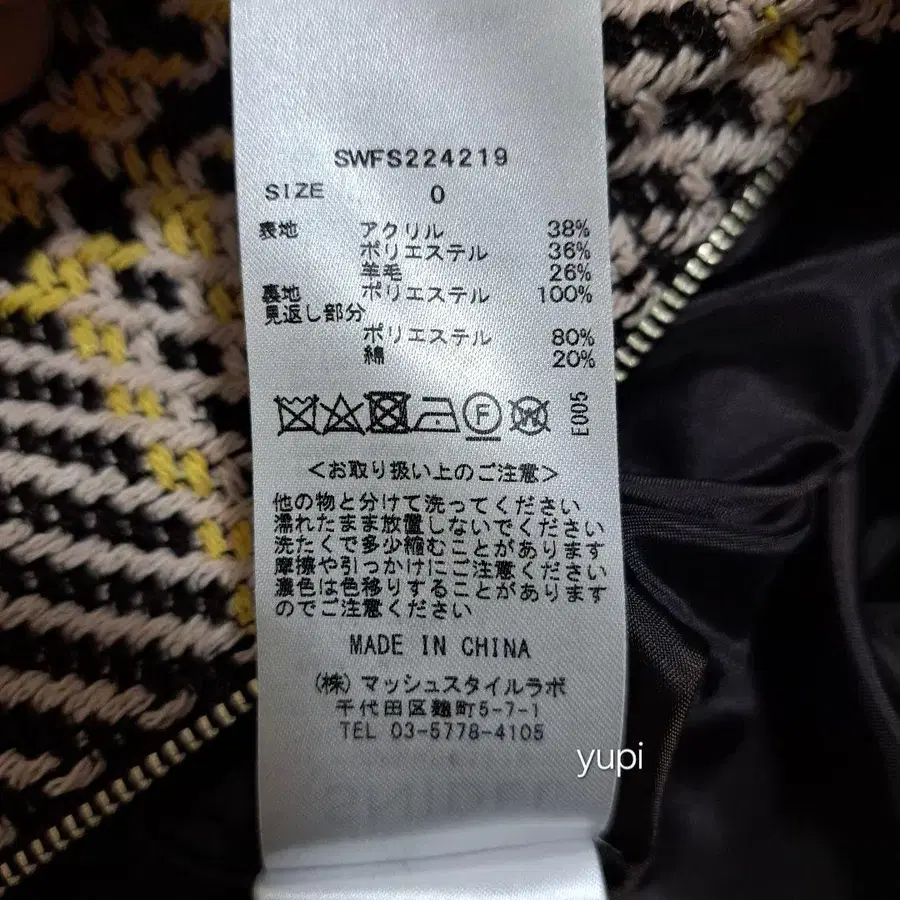 SWFS224219
SIZE 0
表地 アクリル 38%
ポリエステル 36%
羊毛 26%
裏地 ポリエステル 100%
見返し部分
ポリエステル 80%
綿 20%
F W E005
<お取り扱い上のご注意>
他の物と分けて洗ってください
濡れたまま放置しないでください
洗たくで多少縮むことがあります
摩擦や引っかけにご注意ください
濃色は色移りすることがあります
のでご注意ください
MADE IN CHINA
(株)マッシュスタイルラボ
千代田区麹町5-7-1
TEL 03-5778-4105
yupi